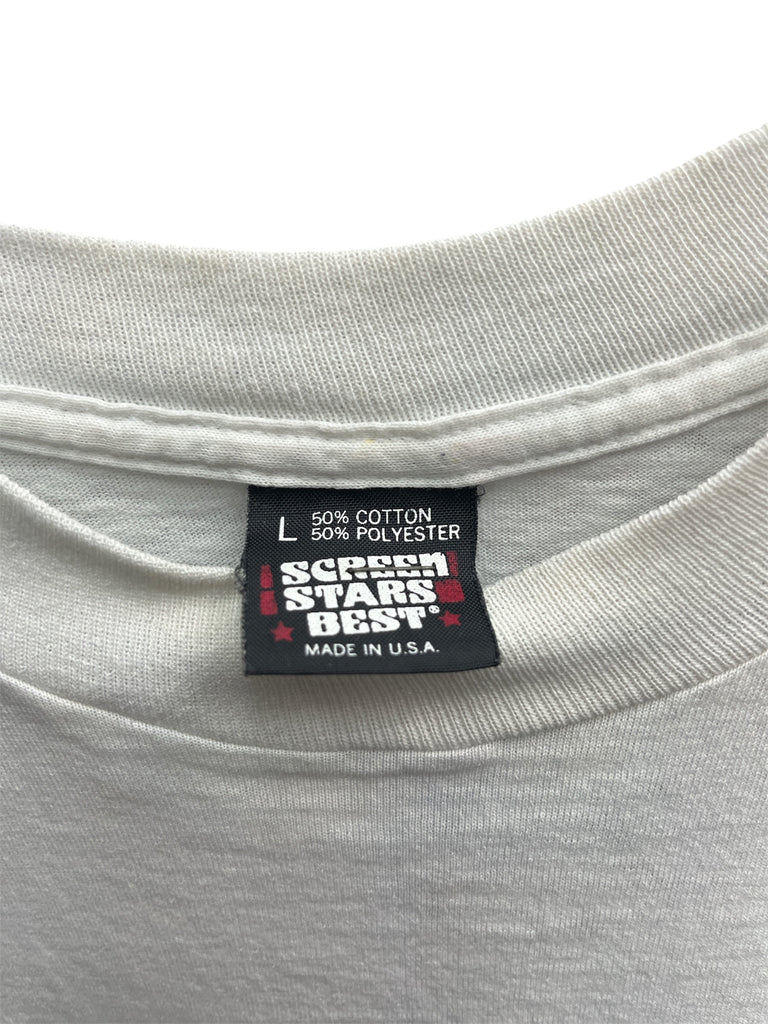 L 50% COTTON
50% POLYESTER
SCREEN
STARS
BEST®
MADE IN U.S.A.